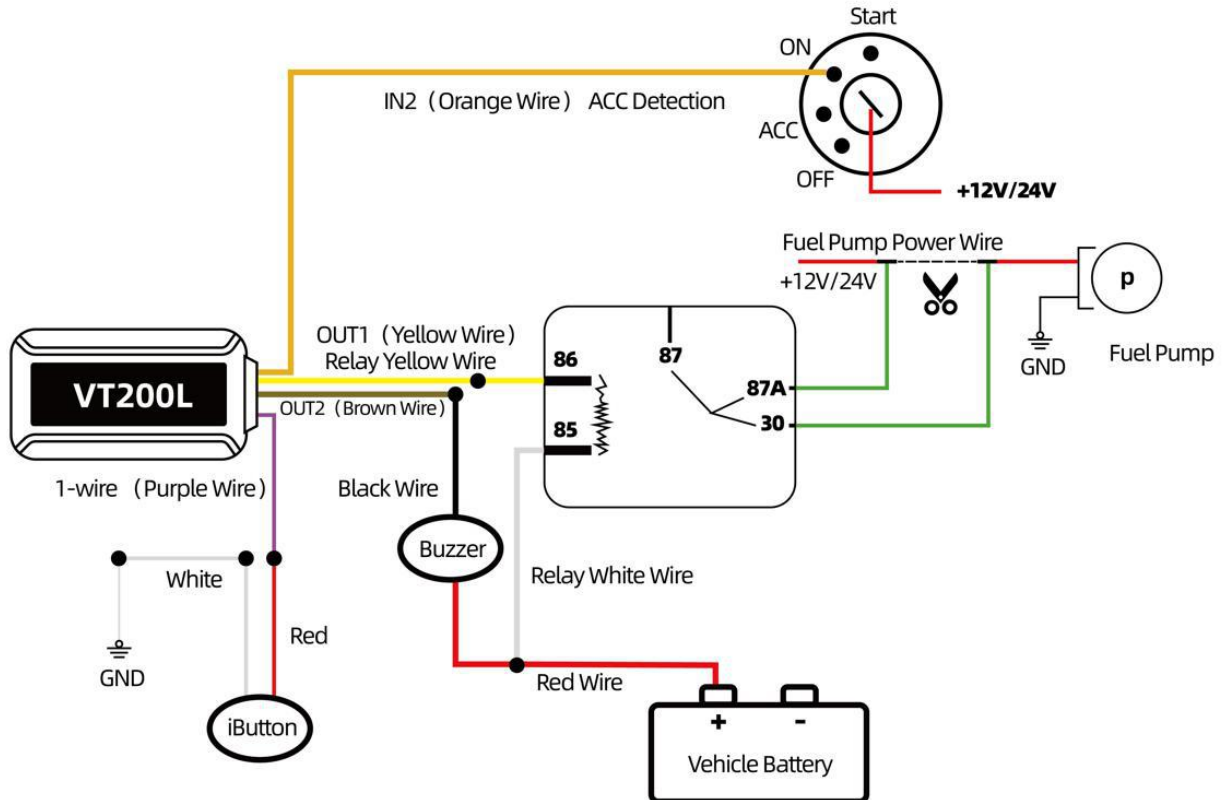 Start
ON
IN2（Orange Wire） ACC Detection
ACC
OFF
+12V/24V
Fuel Pump Power Wire
+12V/24V
p
GND
Fuel Pump
OUT1（Yellow Wire）
Relay Yellow Wire
86
87
87A
30
85
VT200L
OUT2（Brown Wire）
1-wire （Purple Wire）
Black Wire
Buzzer
White
Relay White Wire
Red
GND
Red Wire
iButton
+ -
Vehicle Battery